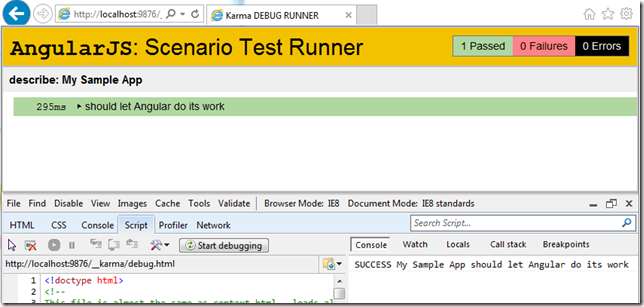 http://localhost:9876/_
Karma DEBUG RUNNER
AngularJS: Scenario Test Runner
1 Passed
0 Failures
0 Errors
describe: My Sample App
295ms
should let Angular do its work
File Find Disable View Images Cache Tools Validate Browser Mode: IE8 Document Mode: IE8 standards
HTML CSS Console Script Profiler Network
Search Script...
Start debugging
Console Watch Locals Call stack Breakpoints
http://localhost:9876/__karma/debug.html
SUCCESS My Sample App should let Angular do its work
1 <!doctype html>
2 <!--
3 This file is almost the same as context.html - loads al